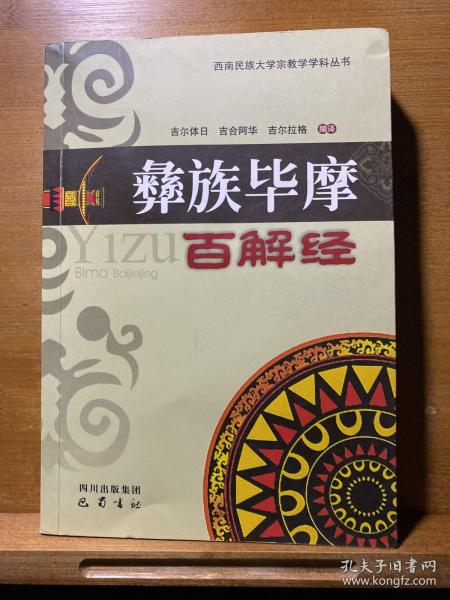 西南民族大学宗教学学科丛书
吉尔体日 吉合阿华 吉尔拉格 编译
彝族毕摩
Yizu
百解经
Bimo Baijiejing
四川出版集团
巴蜀书社
孔夫子旧书网
www.kongfz.com